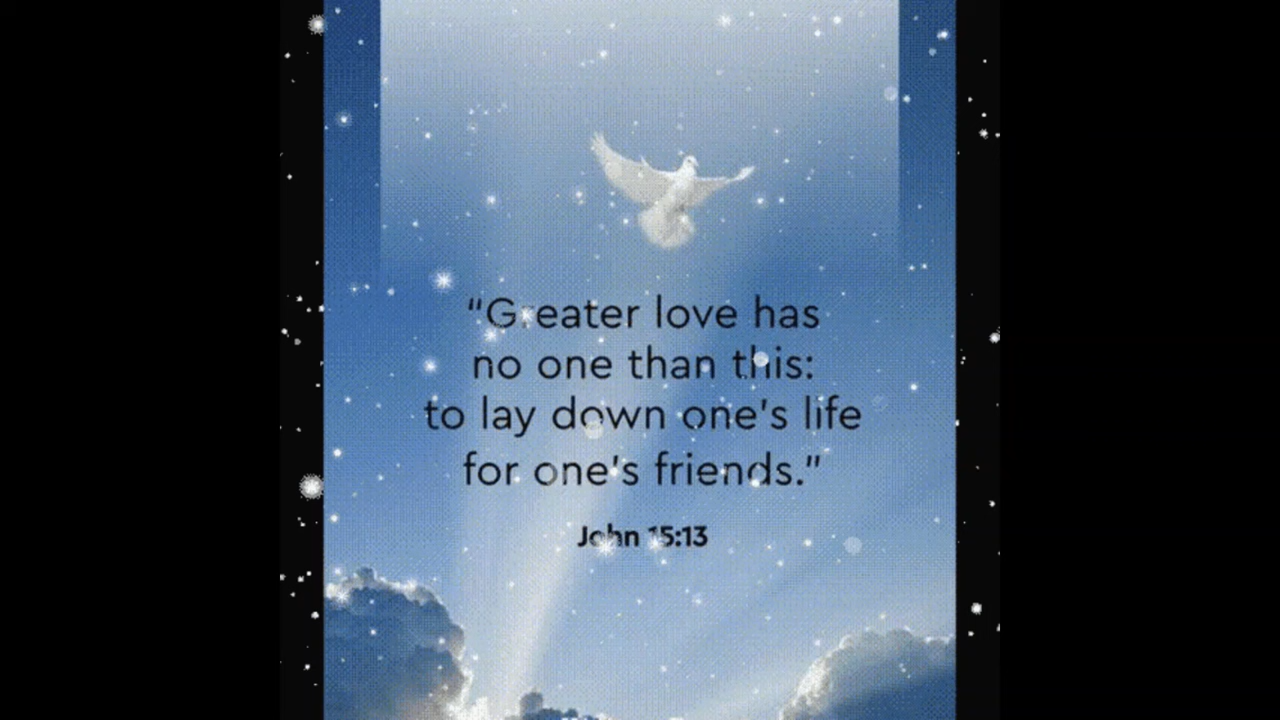 “Greater love has
no one than this:
to lay down one's life
for one's friends.”
John 15:13